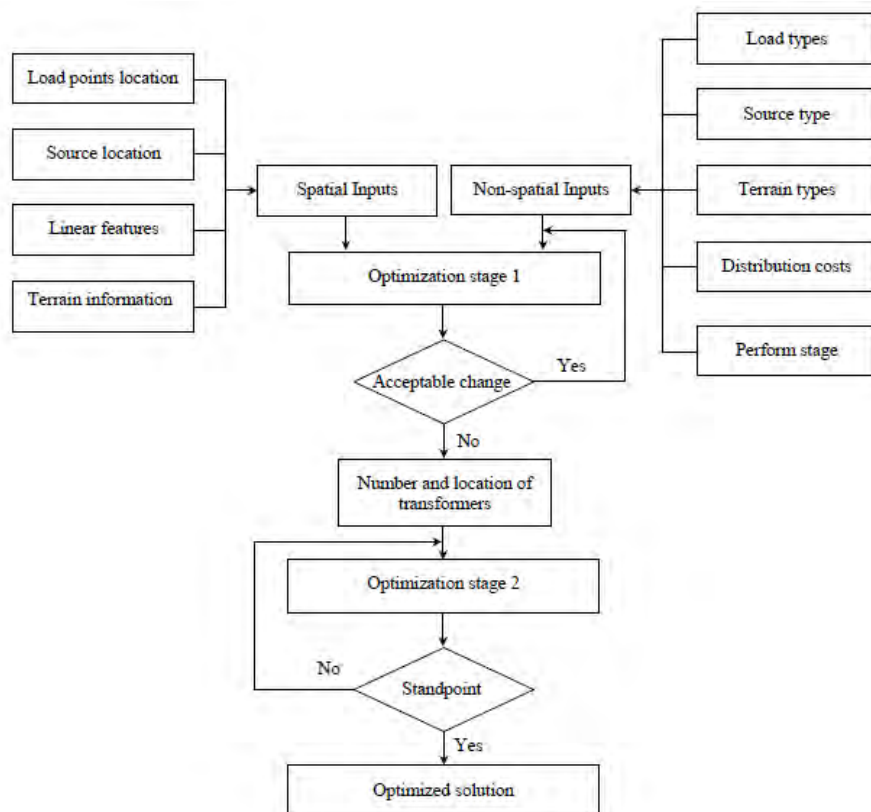 Load types
Load points location
Source type
Source location
Spatial Inputs
Non-spatial Inputs
Terrain types
Linear features
Optimization stage 1
Distribution costs
Terrain information
Perform stage
Acceptable change
Yes
No
Number and location of
transformers
Optimization stage 2
No
Standpoint
Yes
Optimized solution